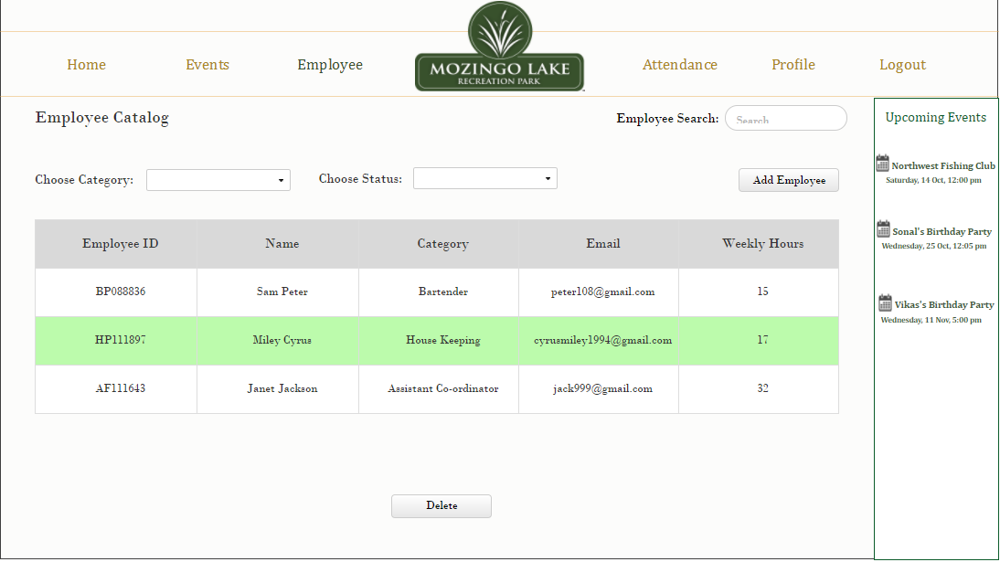 Home Events Employee Attendance Profile Logout
MOZINGO LAKE
RECREATION PARK
Employee Catalog
Employee Search: Search
Choose Category: Choose Status: Add Employee
Employee ID Name Category Email Weekly Hours
BP088836 Sam Peter Bartender peter108@gmail.com 15
HP111897 Miley Cyrus House Keeping cyrusmiley1994@gmail.com 17
AF111643 Janet Jackson Assistant Co-ordinator jack999@gmail.com 32
Delete
Upcoming Events
Northwest Fishing Club
Saturday, 14 Oct, 12:00 pm
Sonal's Birthday Party
Wednesday, 25 Oct, 12:05 pm
Vikas's Birthday Party
Wednesday, 11 Nov, 5:00 pm